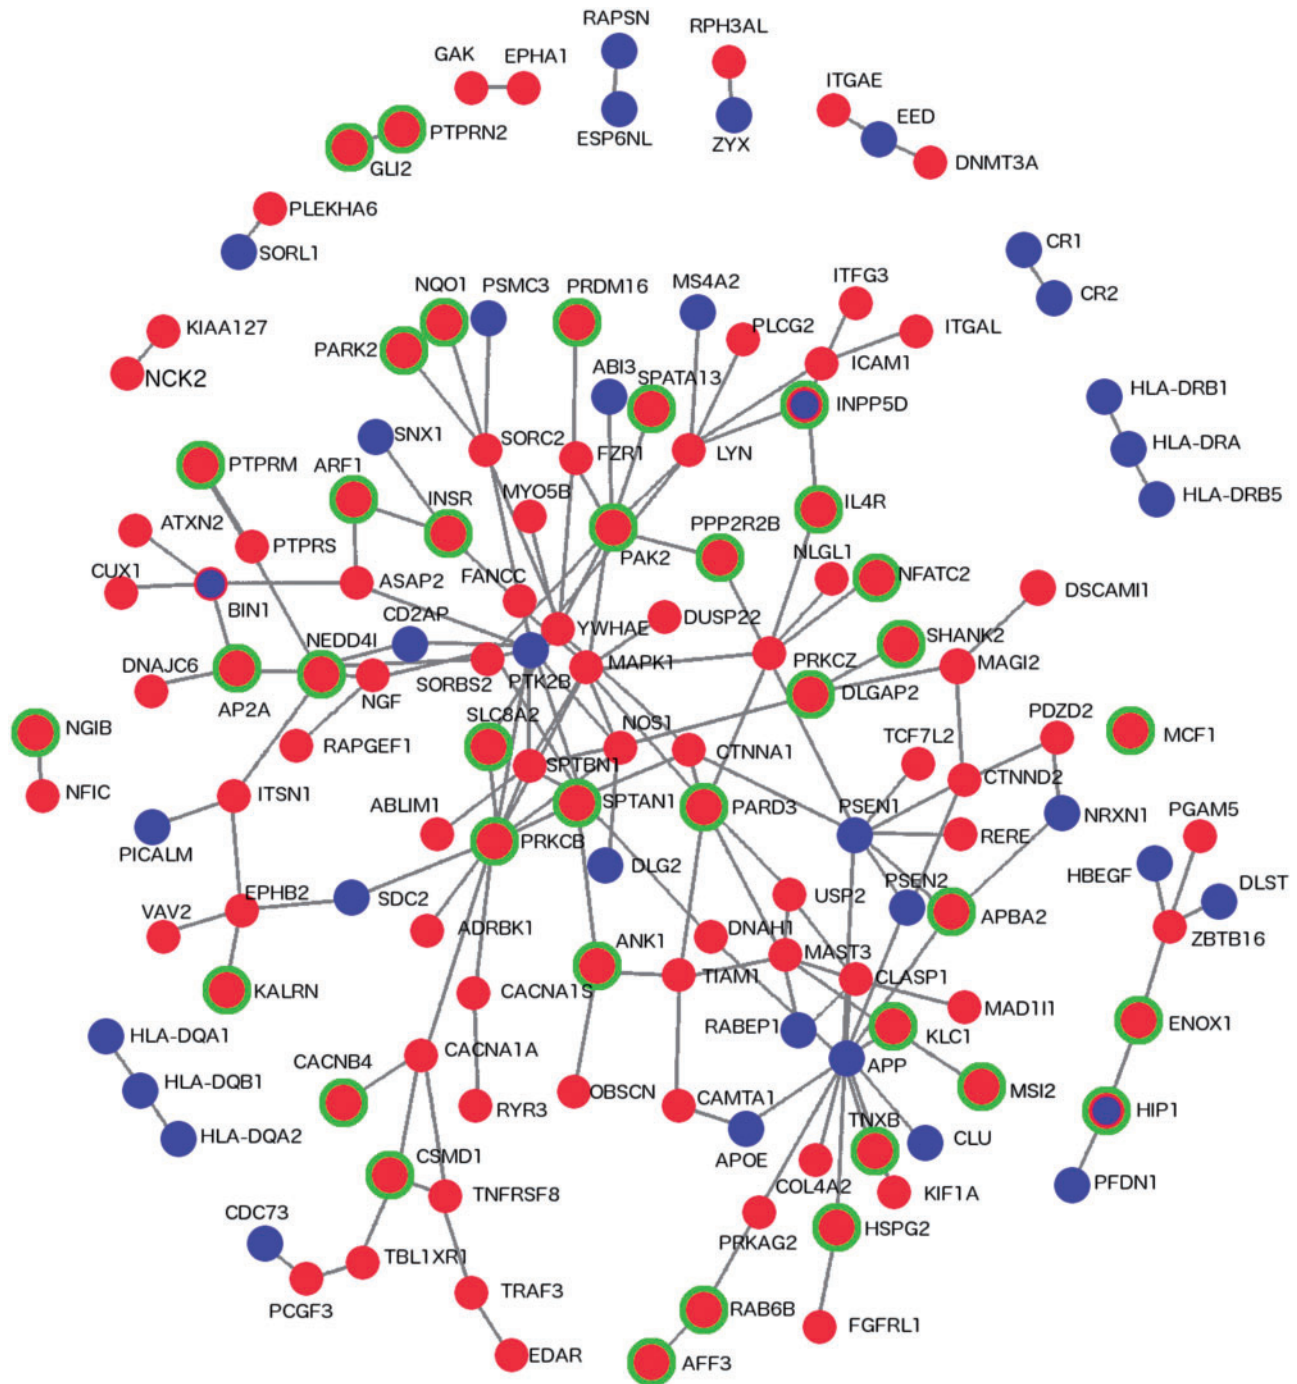 RAPSN
RPH3AL
GAK
EPHA1
ITGAE
EED
PTPRN2
ESP6NL
ZYX
DNMT3A
GLI2
PLEKHA6
SORL1
CR1
CR2
NQO1
PSMC3
PRDM16
MS4A2
ITFG3
KIAA127
PARK2
PLCG2
ITGAL
NCK2
ABI3
SPATA13
ICAM1
HLA-DRB1
INPP5D
SNX1
SORC2
FZR1
LYN
HLA-DRA
PTPRM
ARF1
INSR
MYO5B
IL4R
HLA-DRB5
ATXN2
PTPRS
PAK2
PPP2R2B
NLGL1
NFATC2
CUX1
ASAP2
FANCC
DSCAMI1
BIN1
CD2AP
YWHAE
DUSP22
SHANK2
DNAJC6
NEDD4I
MAPK1
PRKCZ
MAGI2
SORBS2
PTK2B
DLGAP2
AP2A
NGF
SLC8A2
NOS1
PDZD2
NGIB
RAPGEF1
CTNNA1
TCF7L2
MCF1
SPTBN1
CTNND2
NFIC
ITSN1
ABLIM1
SPTAN1
PARD3
PSEN1
NRXN1
PGAM5
PICALM
PRKCB
RERE
HBEGF
DLG2
PSEN2
DLST
EPHB2
SDC2
USP2
APBA2
VAV2
ADRBK1
DNAH1
ZBTB16
ANK1
MAST3
KALRN
CACNA1S
TIAM1
CLASP1
MAD1I1
RABEP1
KLC1
ENOX1
HLA-DQA1
CACNB4
CACNA1A
APP
HLA-DQB1
OBSCN
CAMTA1
MSI2
RYR3
TNXB
HIP1
HLA-DQA2
CSMD1
APOE
CLU
COL4A2
PFDN1
TNFRSF8
KIF1A
CDC73
HSPG2
PRKAG2
TBL1XR1
TRAF3
PCGF3
RAB6B
FGFRL1
EDAR
AFF3